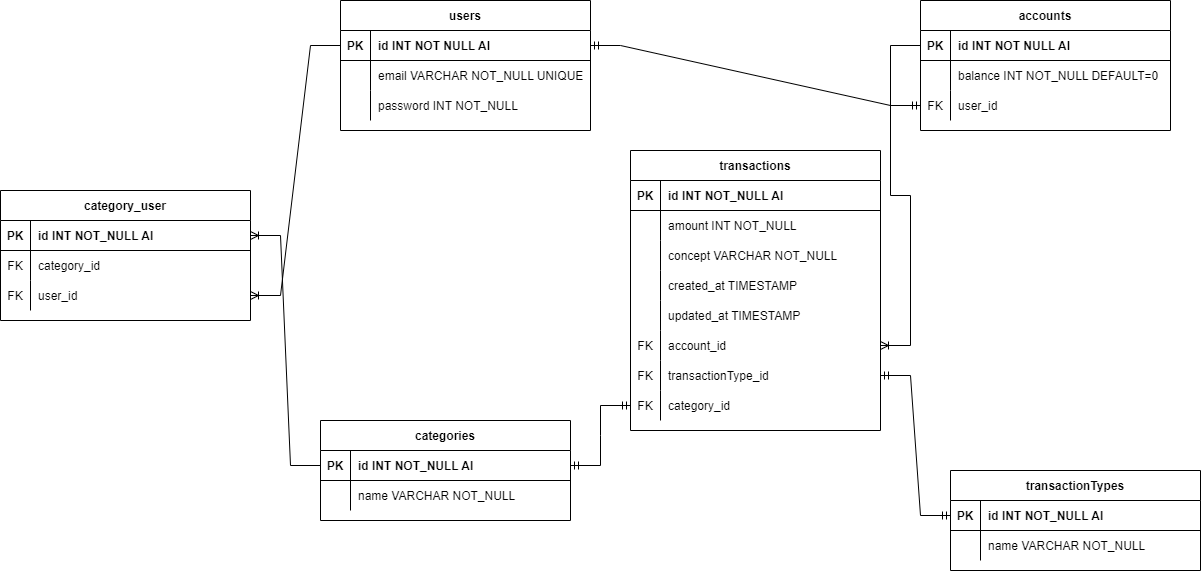 users
PK id INT NOT NULL AI
email VARCHAR NOT_NULL UNIQUE
password INT NOT_NULL
accounts
PK id INT NOT NULL AI
balance INT NOT_NULL DEFAULT=0
FK user_id
transactions
PK id INT NOT_NULL AI
amount INT NOT_NULL
concept VARCHAR NOT_NULL
created_at TIMESTAMP
updated_at TIMESTAMP
FK account_id
FK transactionType_id
FK category_id
category_user
PK id INT NOT_NULL AI
FK category_id
FK user_id
categories
PK id INT NOT_NULL AI
name VARCHAR NOT_NULL
transactionTypes
PK id INT NOT_NULL AI
name VARCHAR NOT_NULL